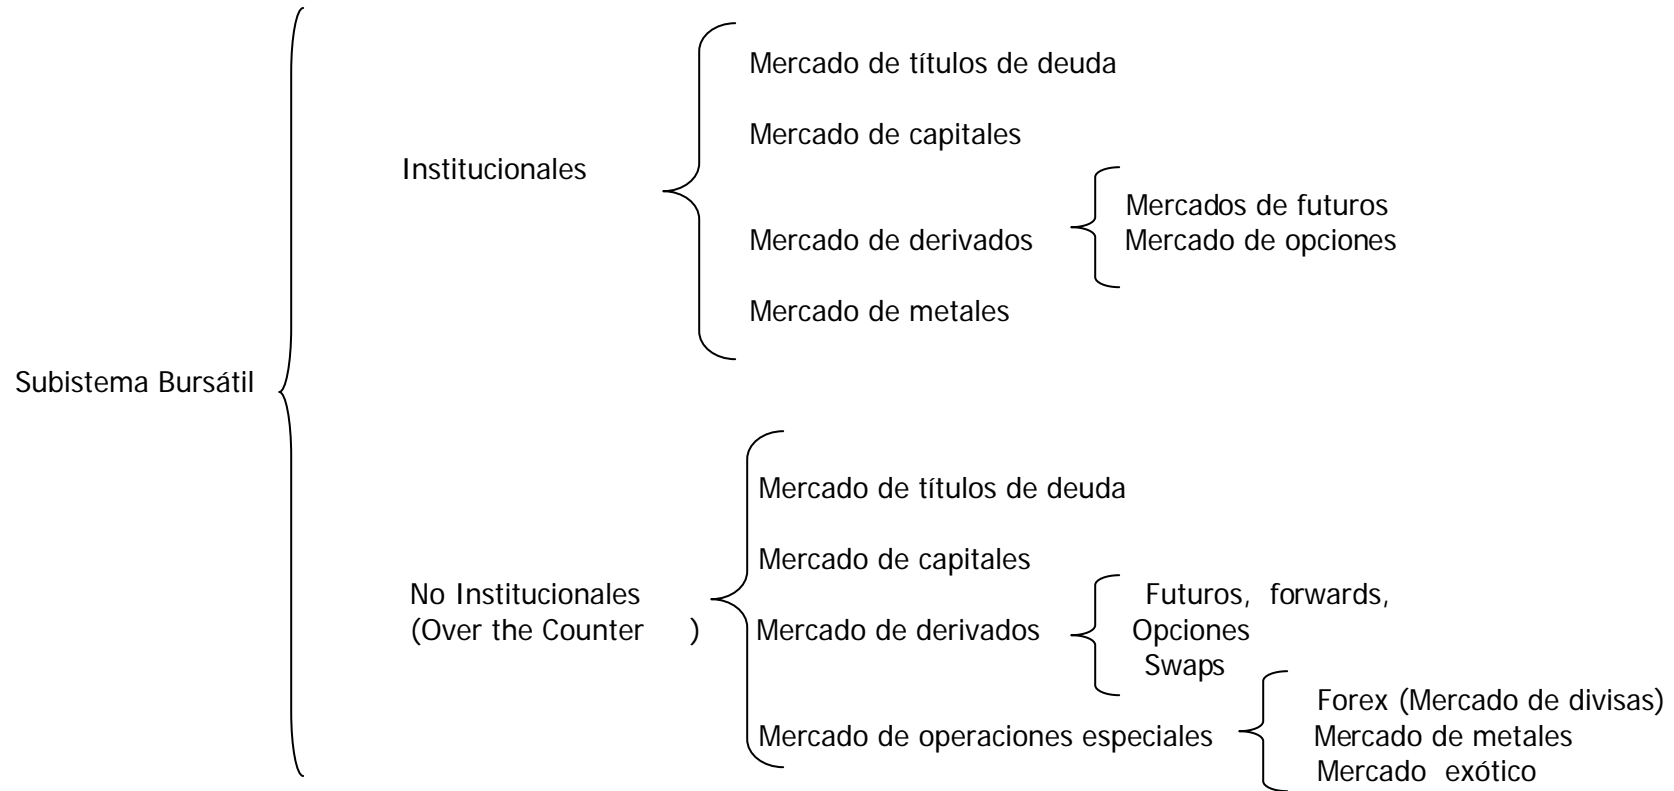 Mercado de títulos de deuda
Mercado de capitales
Institucionales
Mercados de futuros
Mercado de derivados
Mercado de opciones
Mercado de metales
Subistema Bursátil
Mercado de títulos de deuda
Mercado de capitales
No Institucionales
(Over the Counter )
Mercado de derivados
Futuros, forwards,
Opciones
Swaps
Mercado de operaciones especiales
Forex (Mercado de divisas)
Mercado de metales
Mercado exótico